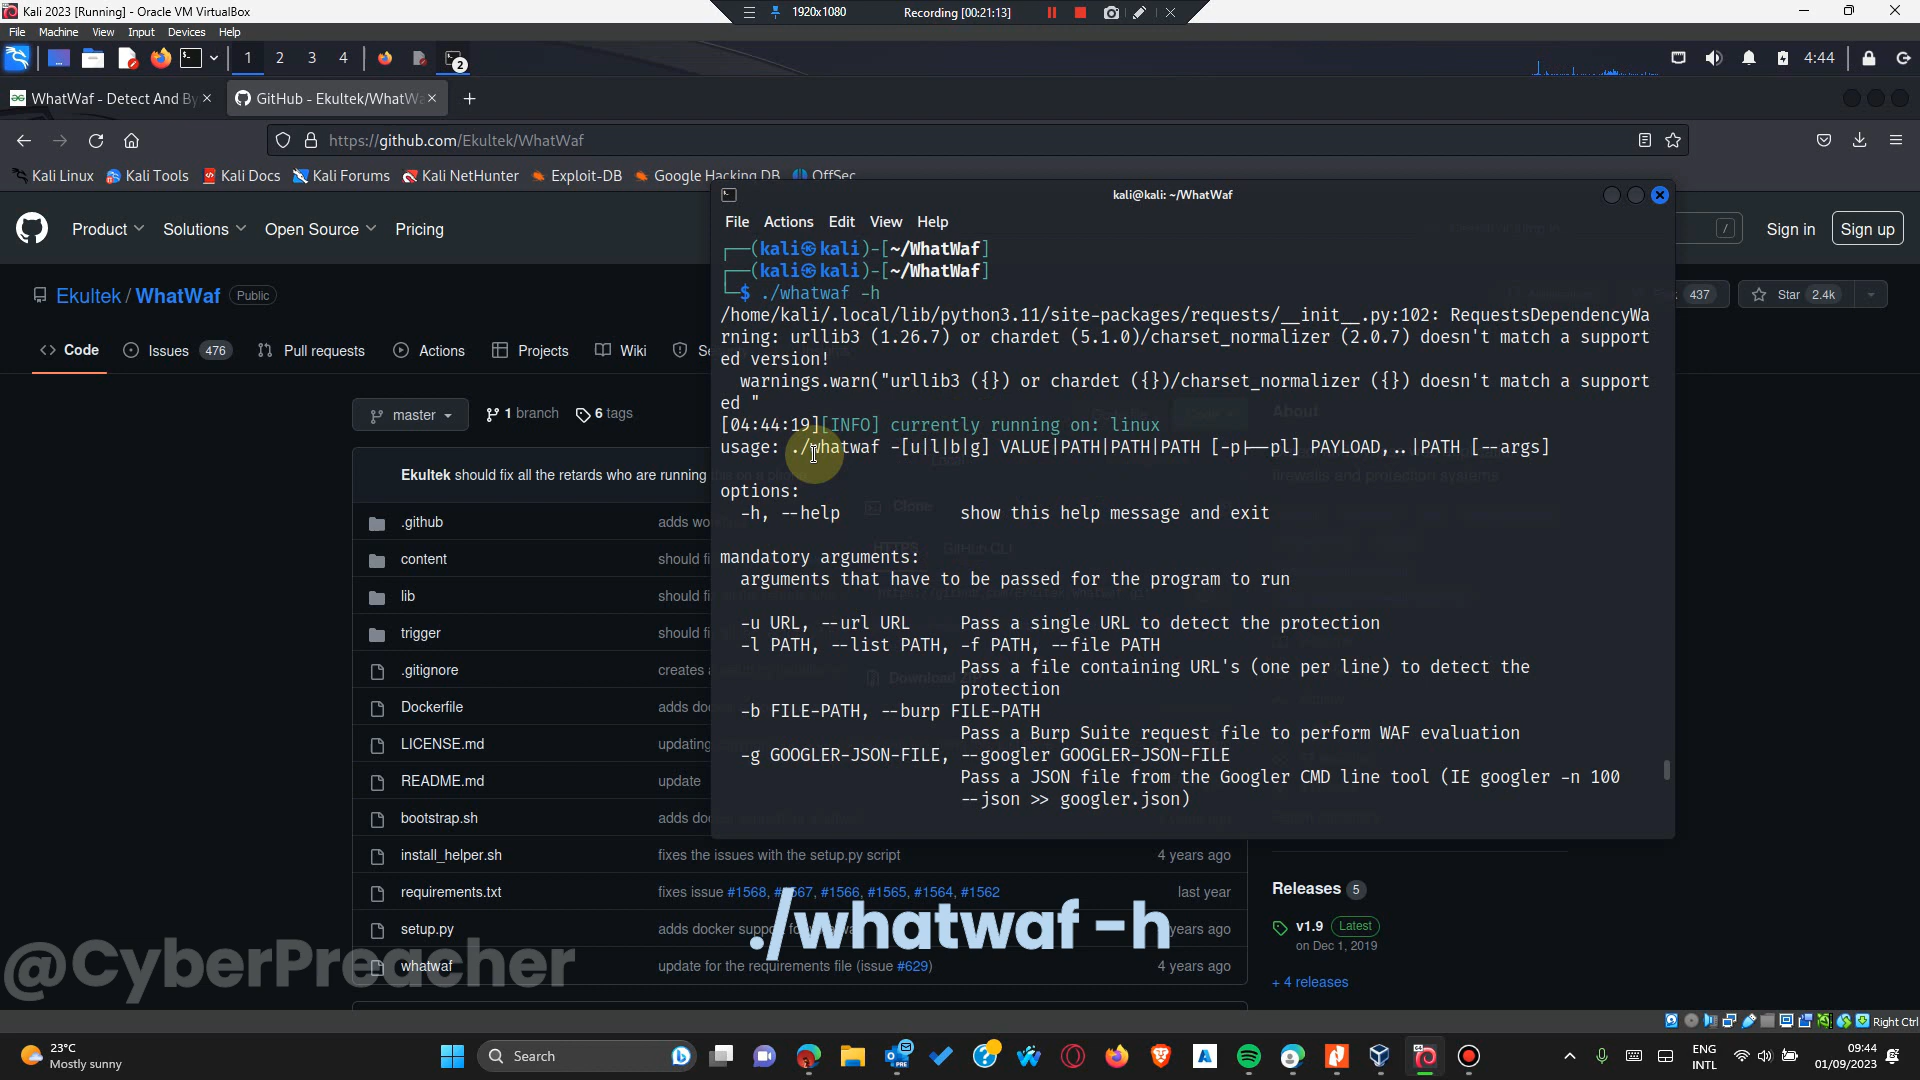 Kali 2023 [Running] - Oracle VM VirtualBox
1920x1080
Recording [00:21:13]
File Machine View Input Devices Help
1 2 3 4
2
4:44
WhatWaf - Detect And By
GitHub - Ekultek/WhatWa
https://github.com/Ekultek/WhatWaf
Kali Linux Kali Tools Kali Docs Kali Forums Kali NetHunter Exploit-DB Google Hacking DB OffSec
Product Solutions Open Source Pricing
/
Sign in
Sign up
Ekultek / WhatWaf Public
437
Star 2.4k
Code
Issues 476
Pull requests
Actions
Projects
Wiki
master
1 branch
6 tags
Ekultek should fix all the retards who are running
.github adds wo
content should fi
lib should fi
trigger should fi
.gitignore creates
Dockerfile adds do
LICENSE.md updating
README.md update
bootstrap.sh adds do
install_helper.sh fixes the issues with the setup.py script 4 years ago
requirements.txt fixes issue #1568, #1567, #1566, #1565, #1564, #1562 last year
setup.py adds docker supp years ago
whatwaf update for the requirements file (issue #629) 4 years ago
About
firewalls and protection systems
Releases 5
v1.9 Latest
on Dec 1, 2019
+ 4 releases
kali@kali: ~/WhatWaf
File Actions Edit View Help
┌──(kali㉿kali)-[~/WhatWaf]
┌──(kali㉿kali)-[~/WhatWaf]
└─$ ./whatwaf -h
/home/kali/.local/lib/python3.11/site-packages/requests/__init__.py:102: RequestsDependencyWa
rning: urllib3 (1.26.7) or chardet (5.1.0)/charset_normalizer (2.0.7) doesn't match a support
ed version!
warnings.warn("urllib3 ({}) or chardet ({})/charset_normalizer ({}) doesn't match a support
ed "
[04:44:19][INFO] currently running on: linux
usage: ./whatwaf -[u|l|b|g] VALUE|PATH|PATH|PATH [-p|--pl] PAYLOAD,..|PATH [--args]
options:
-h, --help show this help message and exit
mandatory arguments:
arguments that have to be passed for the program to run
-u URL, --url URL Pass a single URL to detect the protection
-l PATH, --list PATH, -f PATH, --file PATH
Pass a file containing URL's (one per line) to detect the
protection
-b FILE-PATH, --burp FILE-PATH
Pass a Burp Suite request file to perform WAF evaluation
-g GOOGLER-JSON-FILE, --googler GOOGLER-JSON-FILE
Pass a JSON file from the Googler CMD line tool (IE googler -n 100
--json >> googler.json)
./whatwaf -h
@CyberPreacher
Right Ctrl
23°C
Mostly sunny
Search
ENG
INTL
09:44
01/09/2023